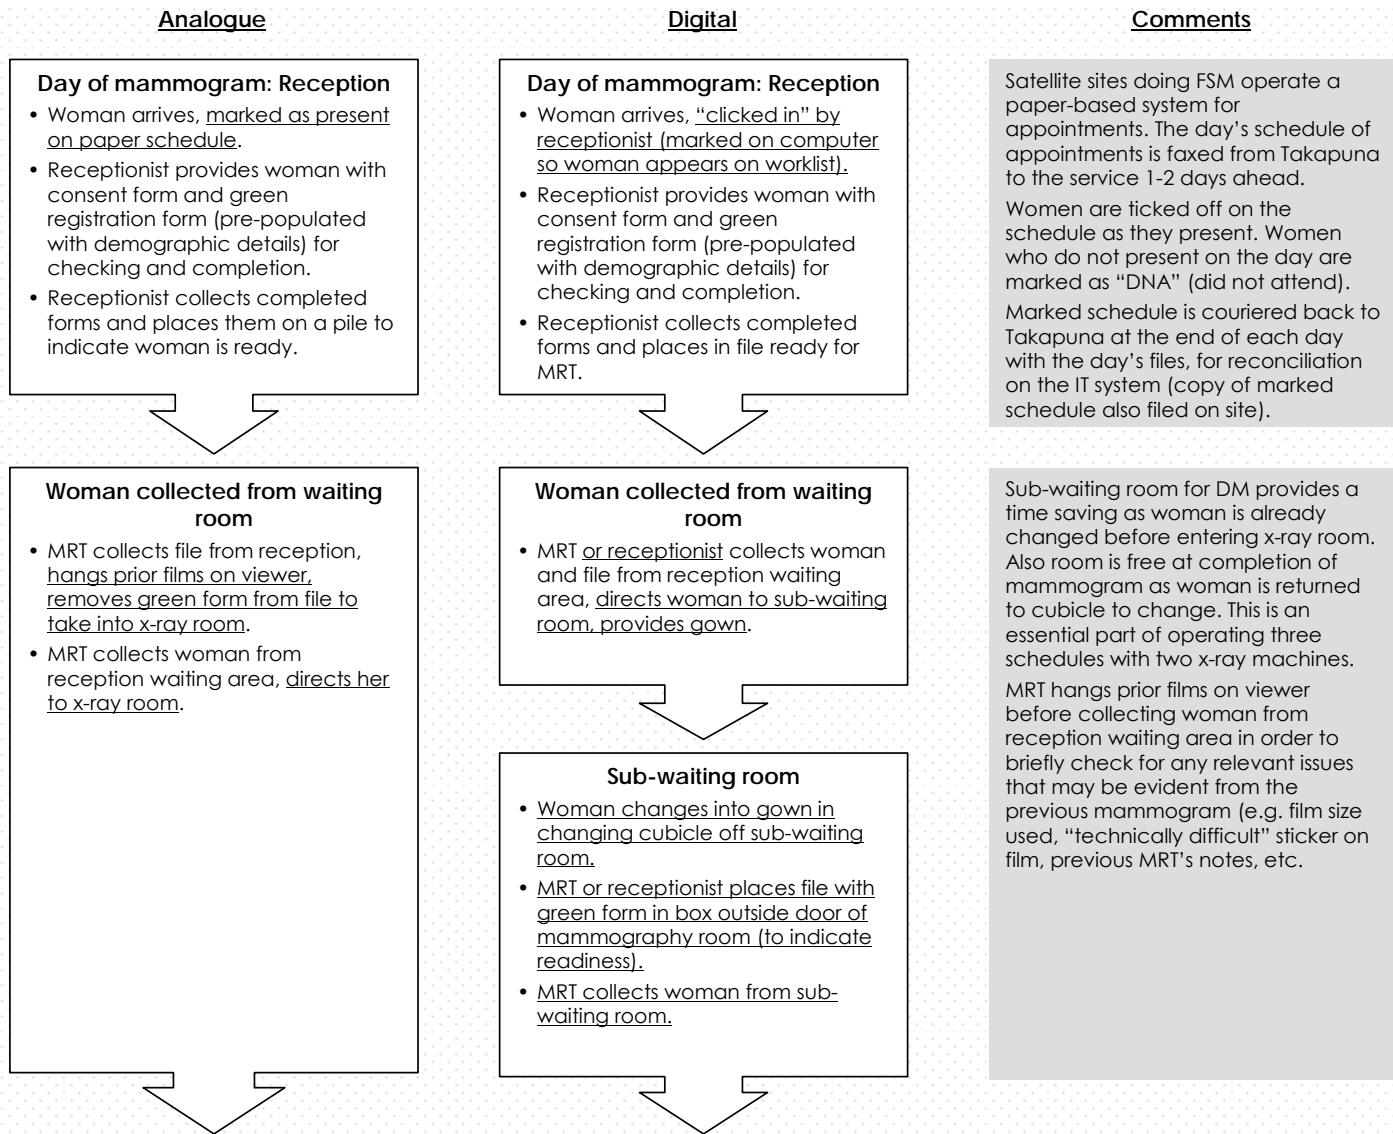 Analogue
Digital
Comments
Day of mammogram: Reception
• Woman arrives, marked as present
on paper schedule.
• Receptionist provides woman with
consent form and green
registration form (pre-populated
with demographic details) for
checking and completion.
• Receptionist collects completed
forms and places them on a pile to
indicate woman is ready.
Day of mammogram: Reception
• Woman arrives, “clicked in” by
receptionist (marked on computer
so woman appears on worklist).
• Receptionist provides woman with
consent form and green
registration form (pre-populated
with demographic details) for
checking and completion.
• Receptionist collects completed
forms and places in file ready for
MRT.
Satellite sites doing FSM operate a
paper-based system for
appointments. The day’s schedule of
appointments is faxed from Takapuna
to the service 1-2 days ahead.
Women are ticked off on the
schedule as they present. Women
who do not present on the day are
marked as “DNA” (did not attend).
Marked schedule is couriered back to
Takapuna at the end of each day
with the day’s files, for reconciliation
on the IT system (copy of marked
schedule also filed on site).
Woman collected from waiting
room
• MRT collects file from reception,
hangs prior films on viewer,
removes green form from file to
take into x-ray room.
• MRT collects woman from
reception waiting area, directs her
to x-ray room.
Woman collected from waiting
room
• MRT or receptionist collects woman
and file from reception waiting
area, directs woman to sub-waiting
room, provides gown.
Sub-waiting room
• Woman changes into gown in
changing cubicle off sub-waiting
room.
• MRT or receptionist places file with
green form in box outside door of
mammography room (to indicate
readiness).
• MRT collects woman from sub-
waiting room.
Sub-waiting room for DM provides a
time saving as woman is already
changed before entering x-ray room.
Also room is free at completion of
mammogram as woman is returned
to cubicle to change. This is an
essential part of operating three
schedules with two x-ray machines.
MRT hangs prior films on viewer
before collecting woman from
reception waiting area in order to
briefly check for any relevant issues
that may be evident from the
previous mammogram (e.g. film size
used, “technically difficult” sticker on
film, previous MRT’s notes, etc.